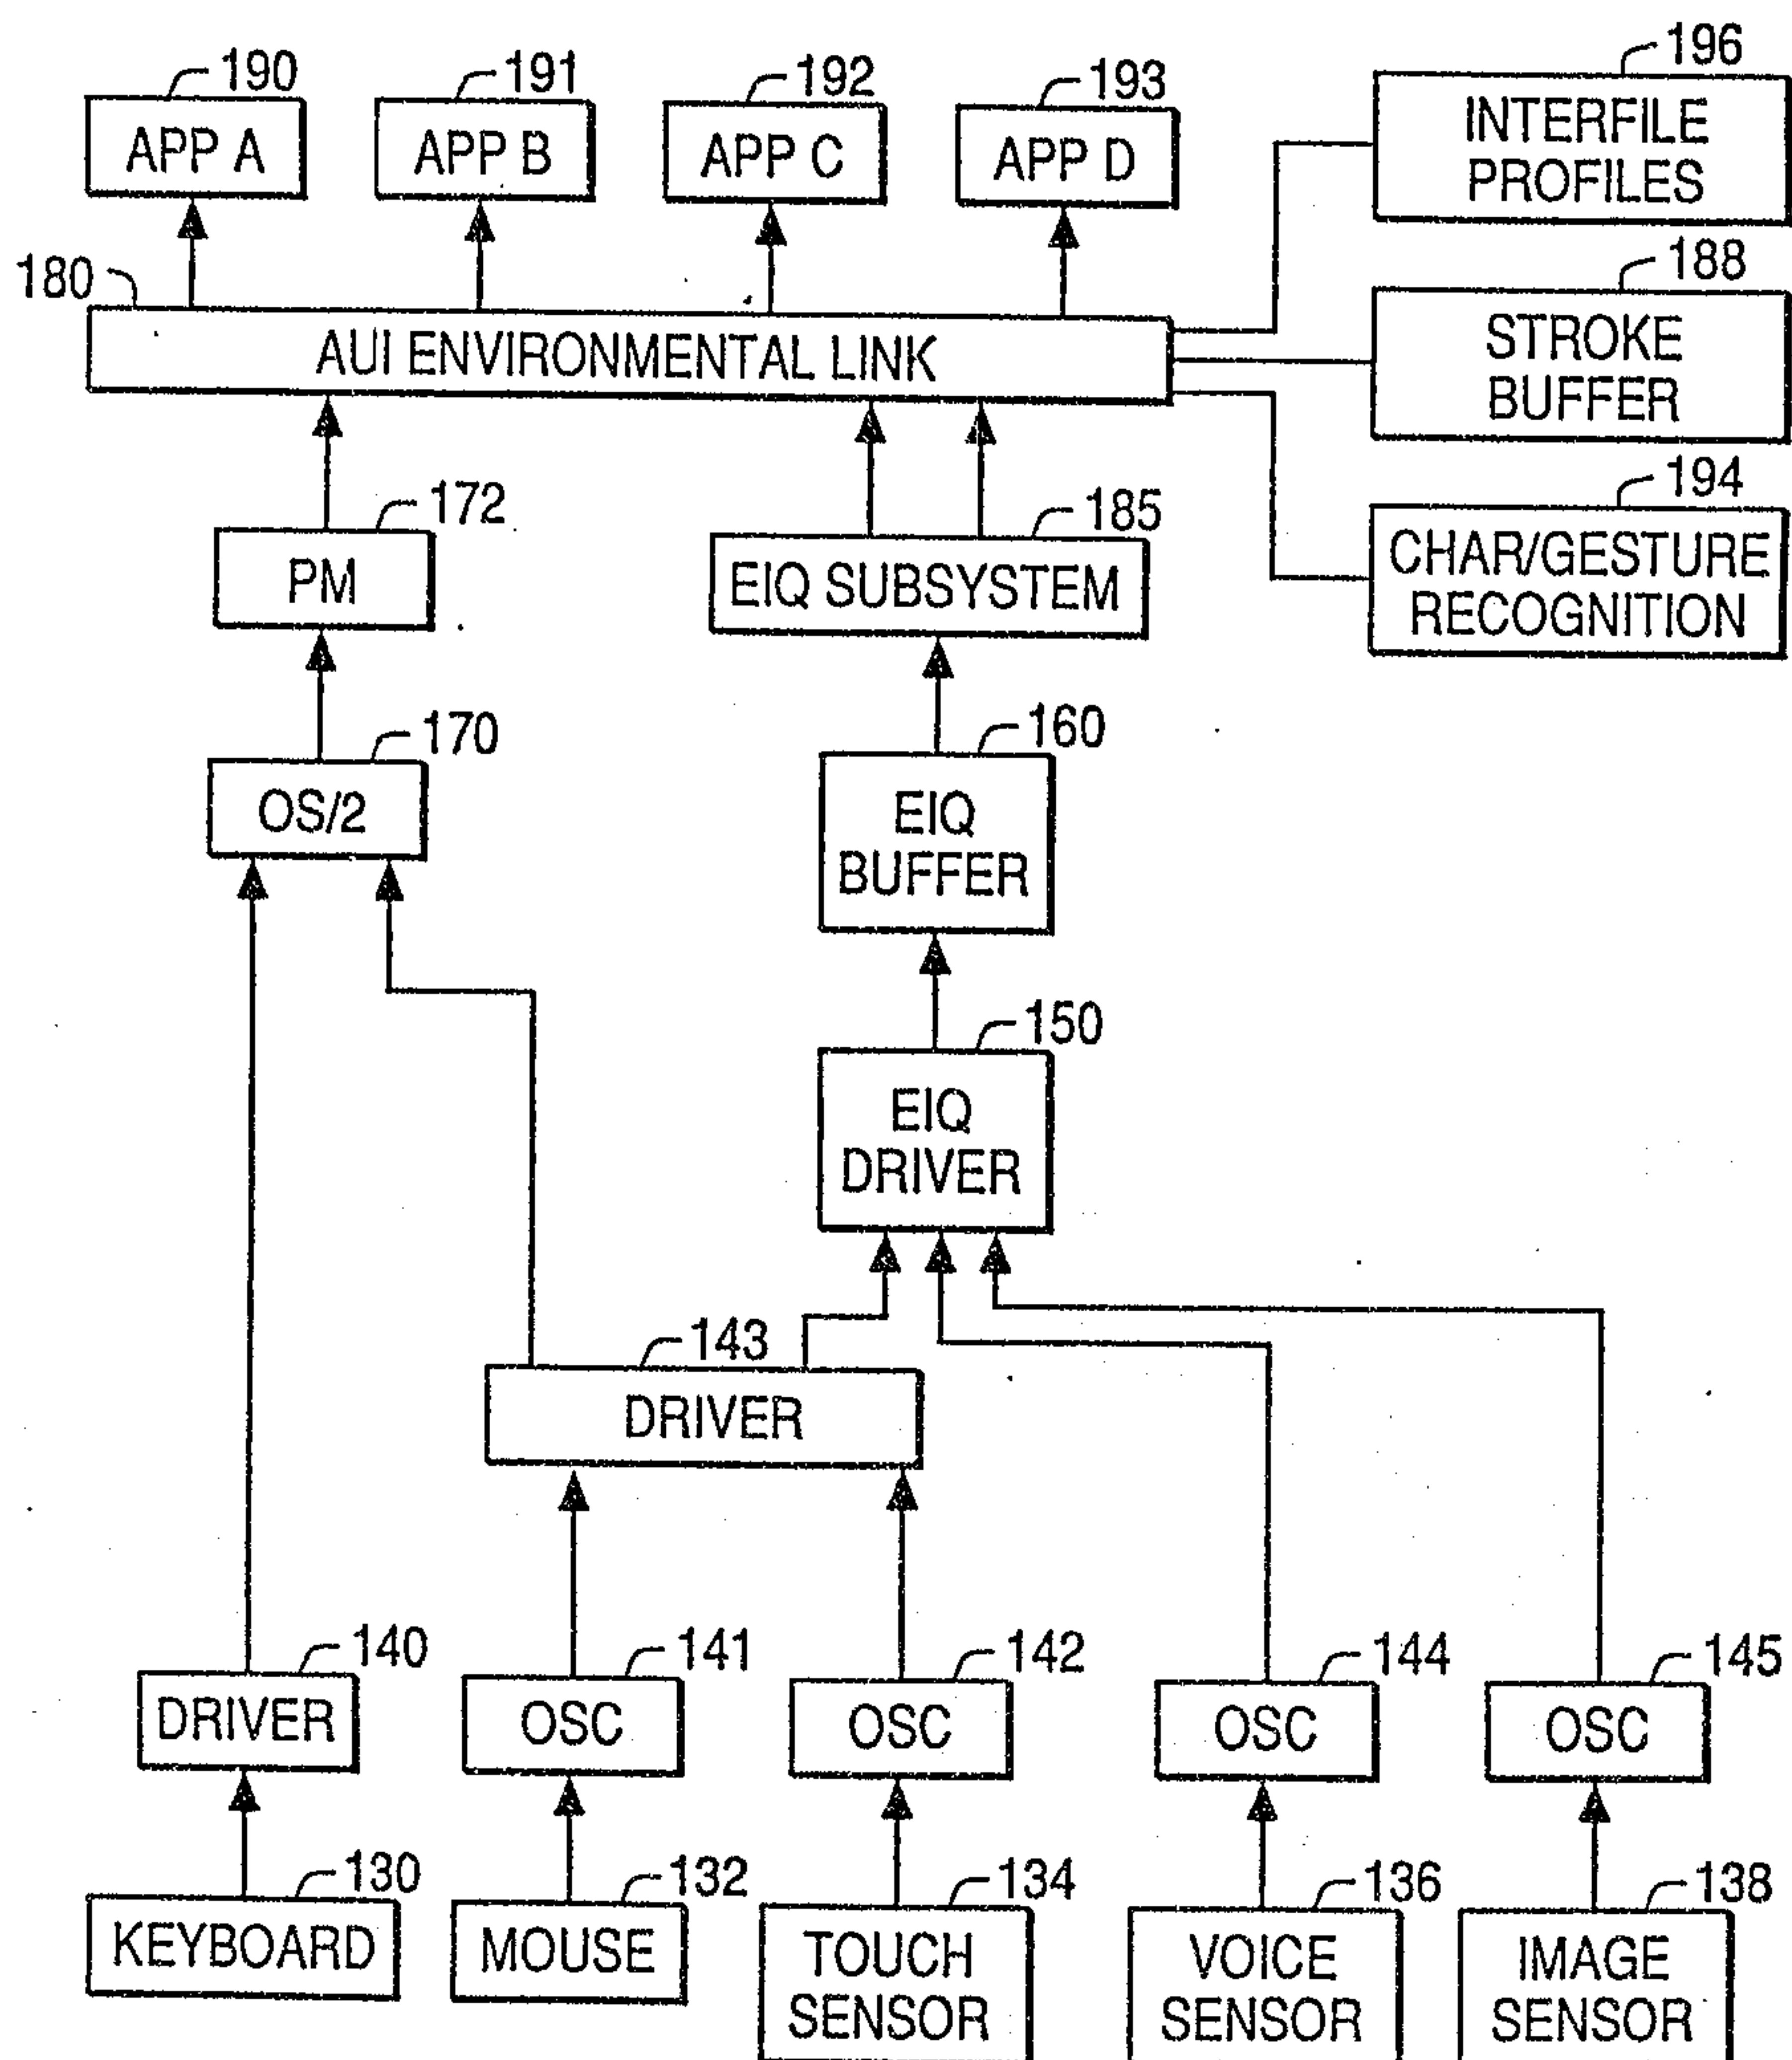 190
191
192
193
196
APP A
APP B
APP C
APP D
INTERFILE
PROFILES
180
188
AUI ENVIRONMENTAL LINK
STROKE
BUFFER
172
185
194
PM
EIQ SUBSYSTEM
CHAR/GESTURE
RECOGNITION
170
160
OS/2
EIQ
BUFFER
150
EIQ
DRIVER
143
DRIVER
140
141
142
144
145
DRIVER
OSC
OSC
OSC
OSC
130
132
134
136
138
KEYBOARD
MOUSE
TOUCH
SENSOR
VOICE
SENSOR
IMAGE
SENSOR